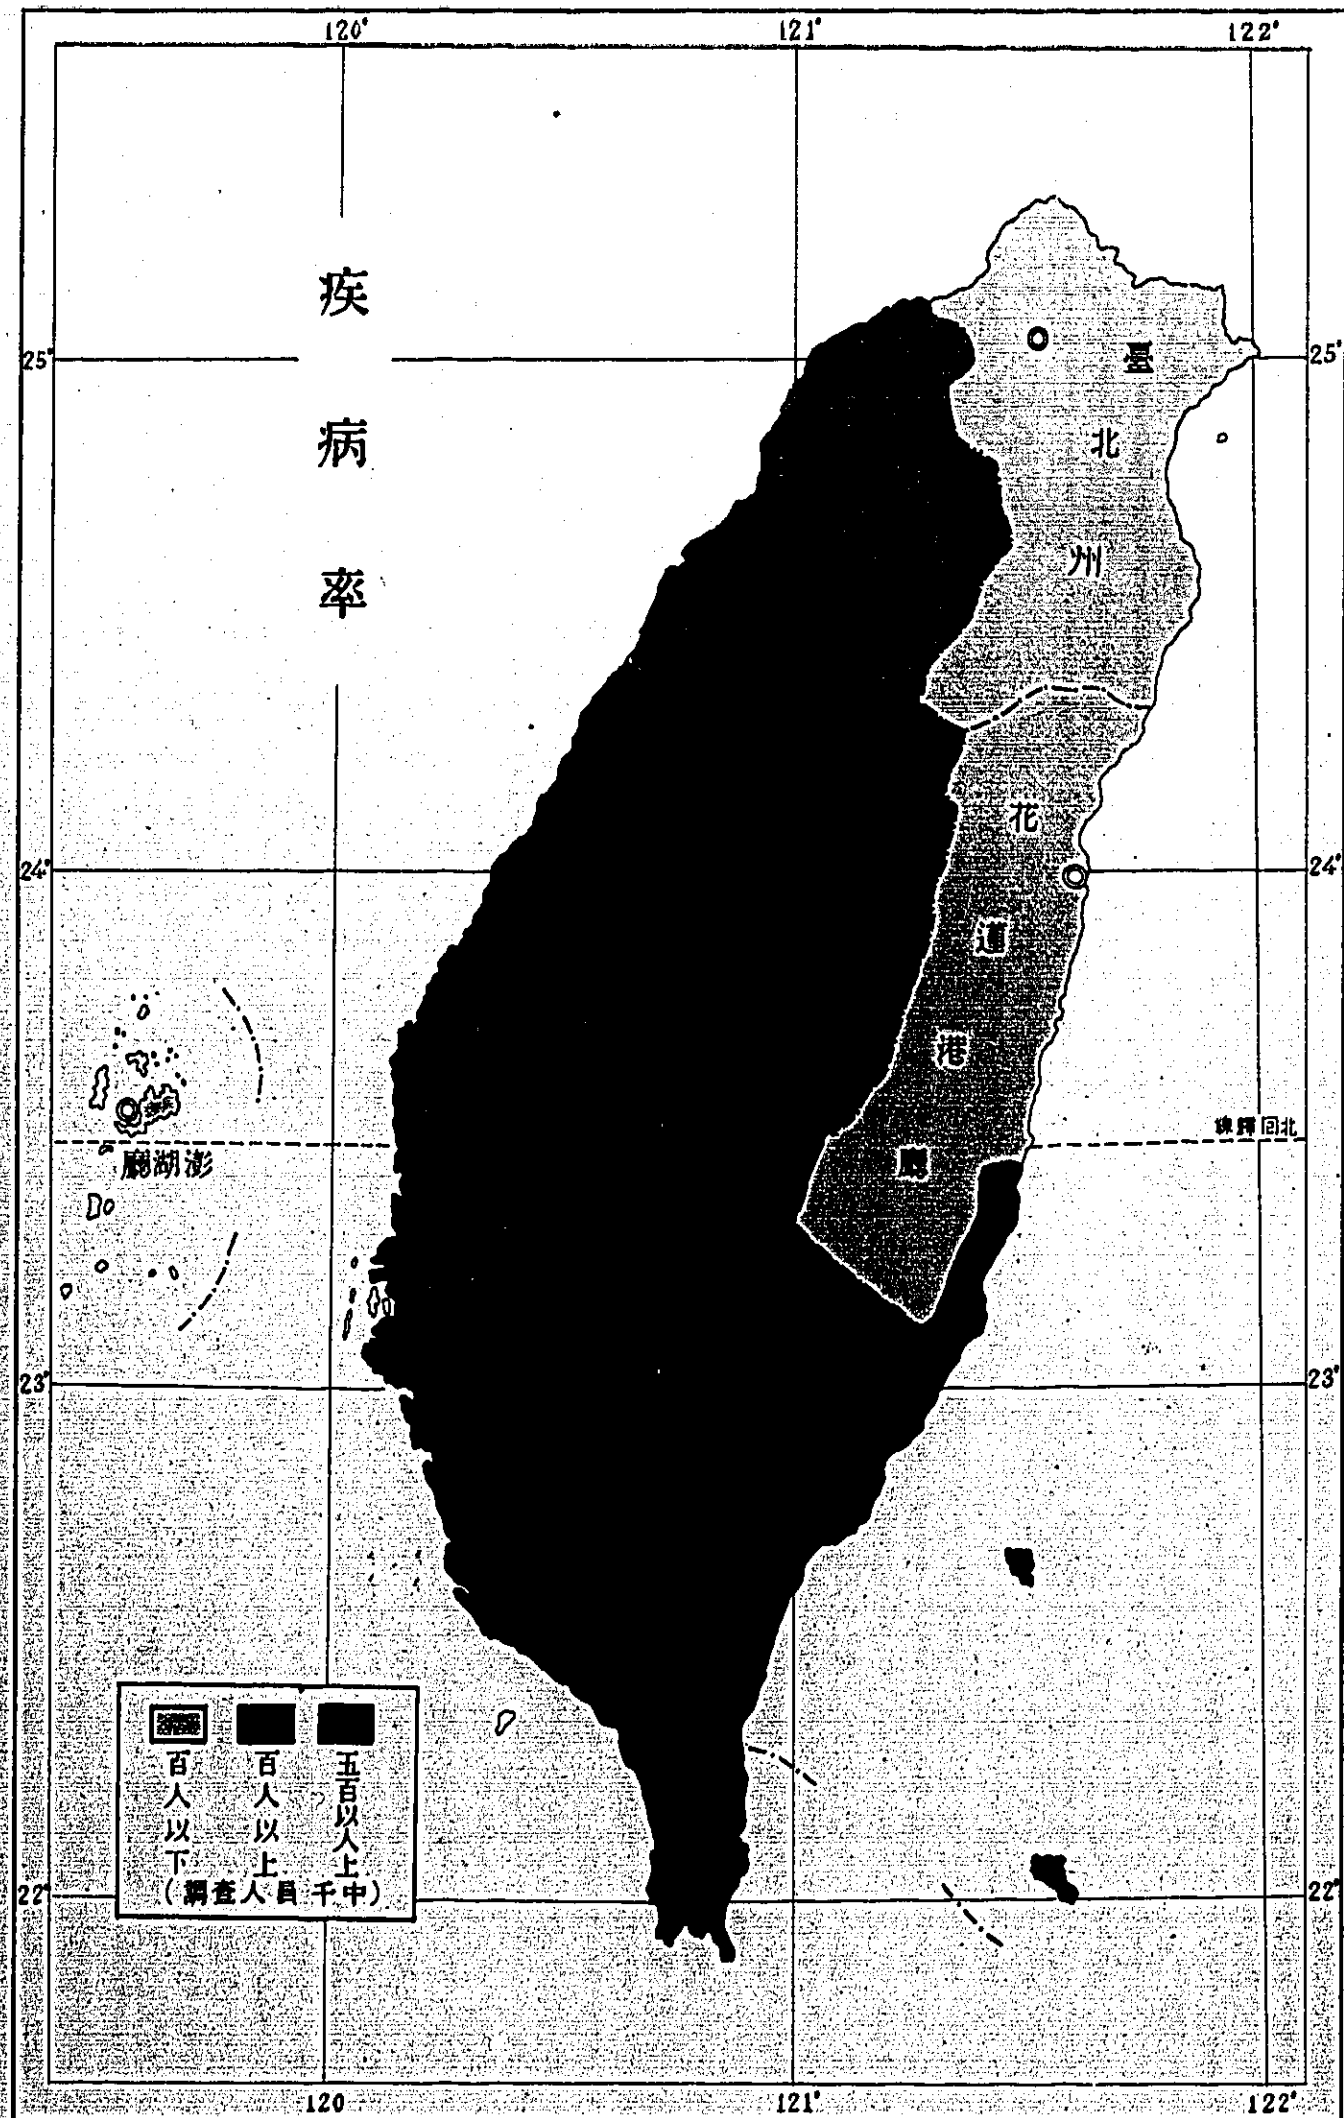 120° 121° 122°
疾病率
25° 25°
臺北州
24° 24°
花蓮港廳
北回歸線
澎湖廳
23° 23°
百人以下
百人以上
五百人以上
(調查人員千中)
22° 22°
120 121° 122°